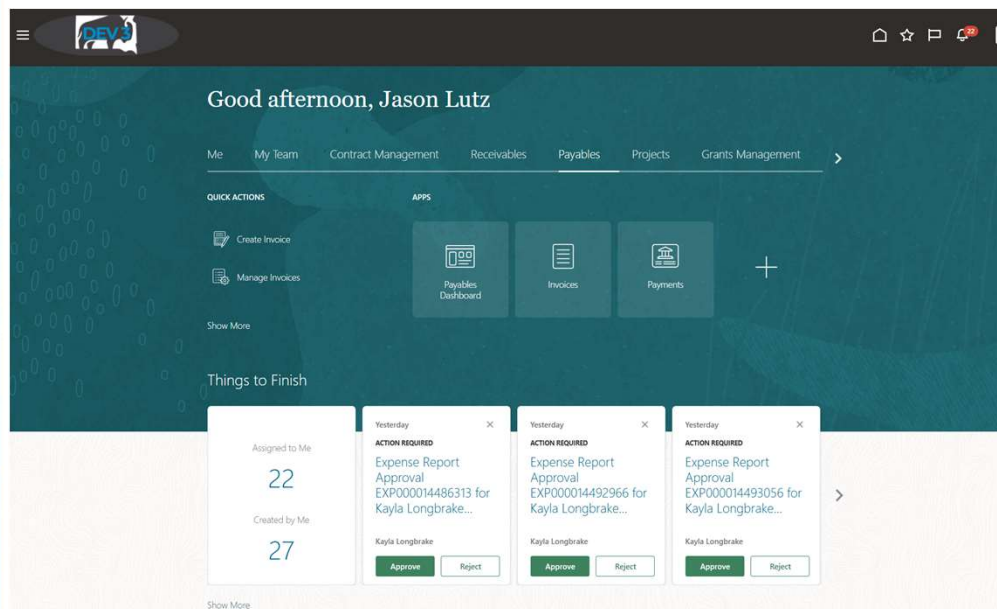 DEV3
22
Good afternoon, Jason Lutz
Me My Team Contract Management Receivables Payables Projects Grants Management
QUICK ACTIONS
APPS
Create Invoice
Manage Invoices
Show More
Payables
Dashboard
Invoices
Payments
Things to Finish
Assigned to Me
22
Created by Me
27
Yesterday
ACTION REQUIRED
Expense Report
Approval
EXP000014486313 for
Kayla Longbrake...
Kayla Longbrake
Approve Reject
Yesterday
ACTION REQUIRED
Expense Report
Approval
EXP000014492966 for
Kayla Longbrake...
Kayla Longbrake
Approve Reject
Yesterday
ACTION REQUIRED
Expense Report
Approval
EXP000014493056 for
Kayla Longbrake...
Kayla Longbrake
Approve Reject
Show More